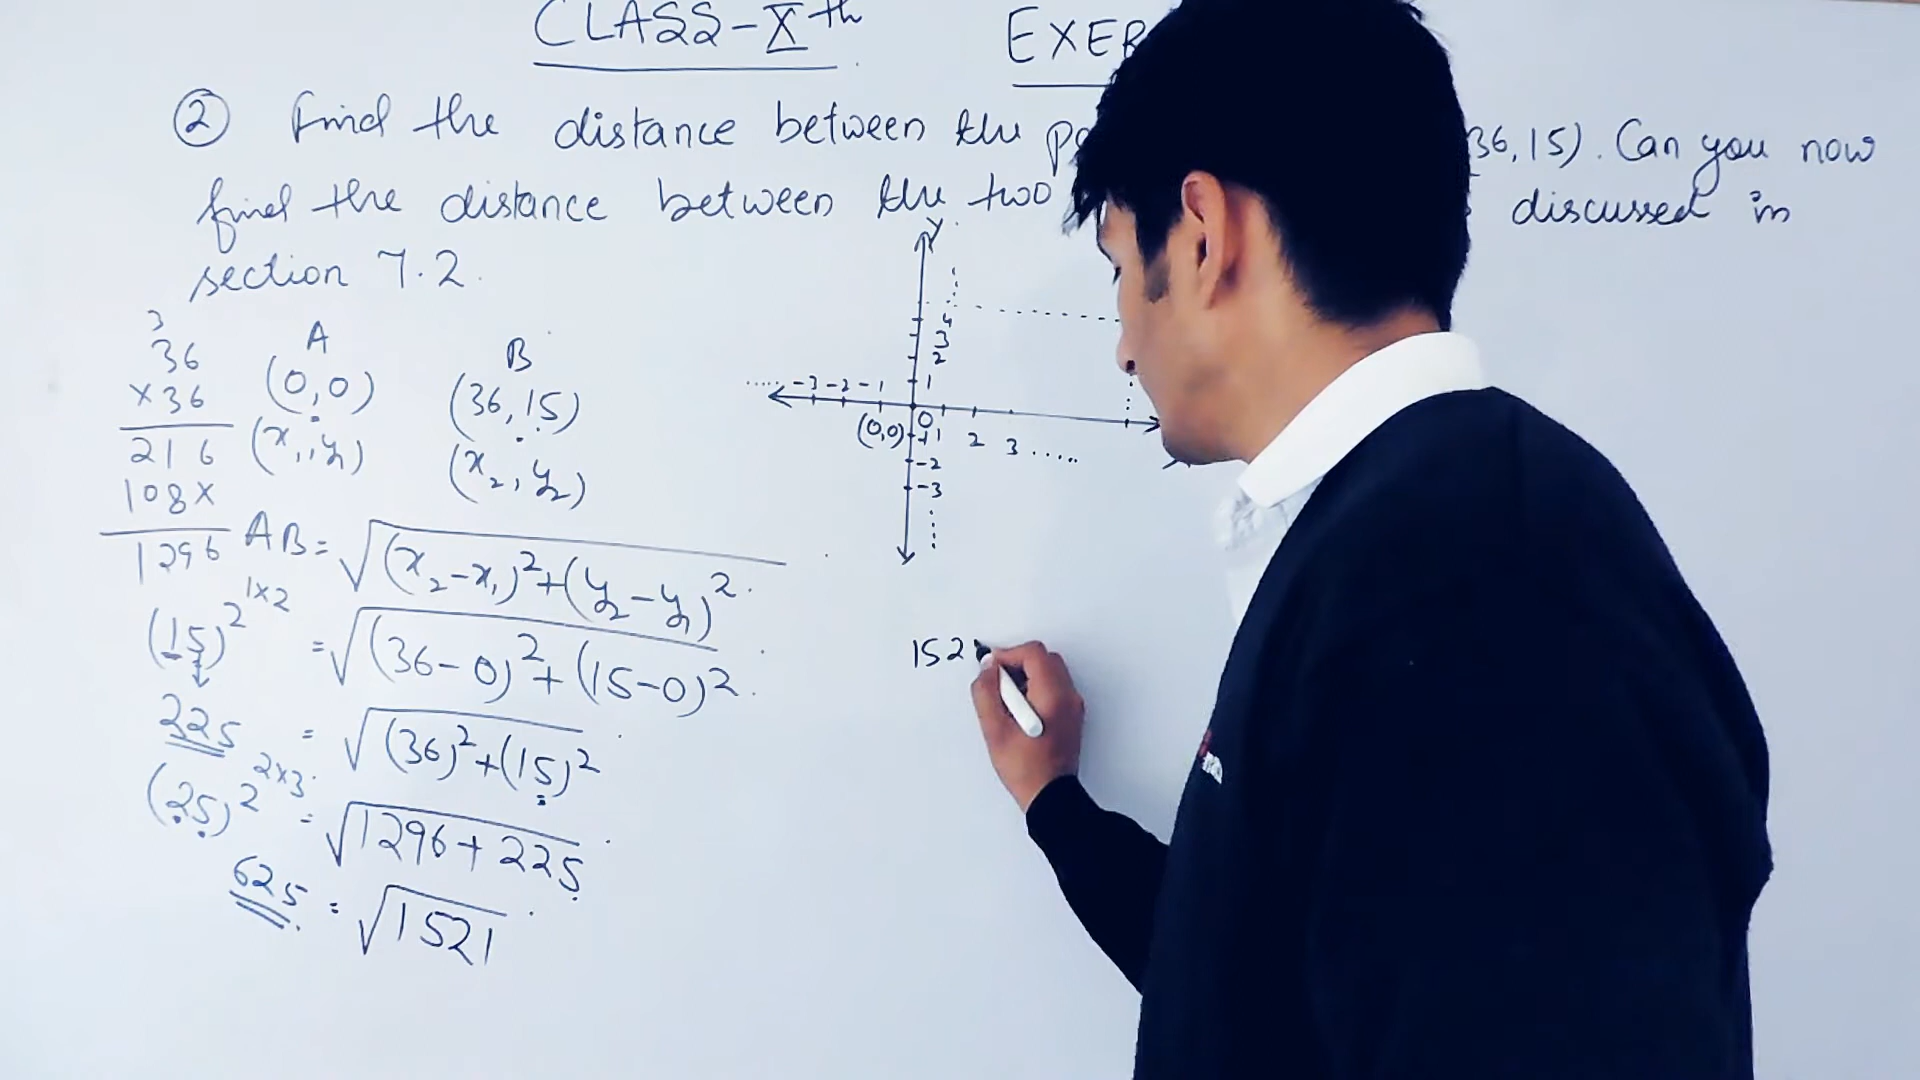 CLASS-Xth
② Find the distance between the (36,15). Can you now
find the distance between the two discussed in
section 7.2.
3
36
×36
216
108×
1296
A
(0,0)
(x₁,y₁)
B
(36,15)
(x₂,y₂)
AB=√(x₂-x₁)²+(y₂-y₁)²
=√(36-0)²+(15-0)²
=√(36)²+(15)²
=√1296+225
=√1521
(15)² 1×2
225
(25)² 2×3
625
Y
4
3
2
1
-3 -2 -1
0
(0,0)
1 2 3 .....
-1
-2
-3
152